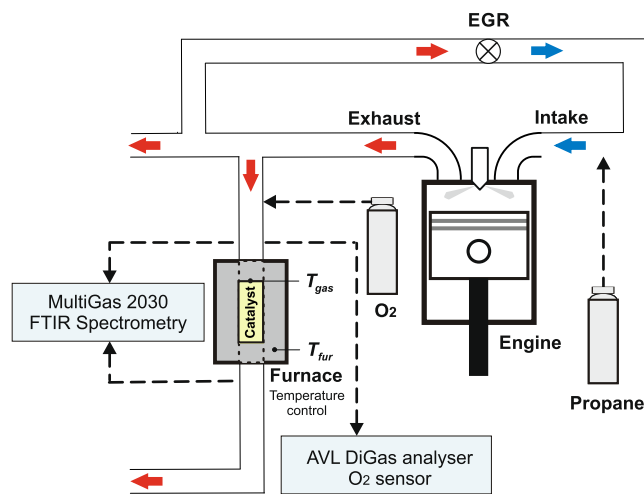 EGR
Exhaust
Intake
MultiGas 2030
FTIR Spectrometry
Catalyst
Tgas
Tfur
O2
Engine
Furnace
Temperature
control
Propane
AVL DiGas analyser
O2 sensor